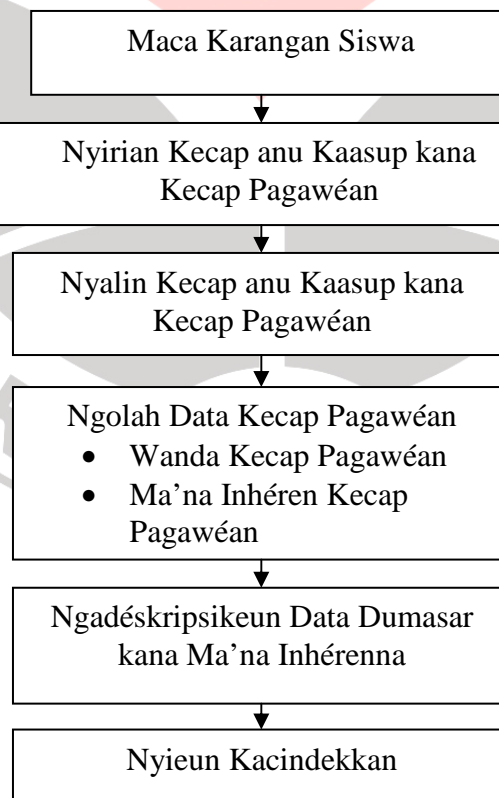 Maca Karangan Siswa
Nyirian Kecap anu Kaasup kana
Kecap Pagawéan
Nyalin Kecap anu Kaasup kana
Kecap Pagawéan
Ngolah Data Kecap Pagawéan
• Wanda Kecap Pagawéan
• Ma’na Inhéren Kecap
Pagawéan
Ngadéskripsikeun Data Dumasar
kana Ma’na Inhérenna
Nyieun Kacindekkan